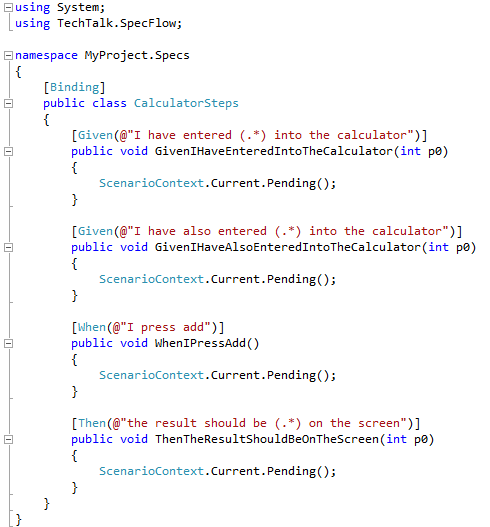 using System;
using TechTalk.SpecFlow;

namespace MyProject.Specs
{
    [Binding]
    public class CalculatorSteps
    {
        [Given(@"I have entered (.*) into the calculator")]
        public void GivenIHaveEnteredIntoTheCalculator(int p0)
        {
            ScenarioContext.Current.Pending();
        }

        [Given(@"I have also entered (.*) into the calculator")]
        public void GivenIHaveAlsoEnteredIntoTheCalculator(int p0)
        {
            ScenarioContext.Current.Pending();
        }

        [When(@"I press add")]
        public void WhenIPressAdd()
        {
            ScenarioContext.Current.Pending();
        }

        [Then(@"the result should be (.*) on the screen")]
        public void ThenTheResultShouldBeOnTheScreen(int p0)
        {
            ScenarioContext.Current.Pending();
        }
    }
}